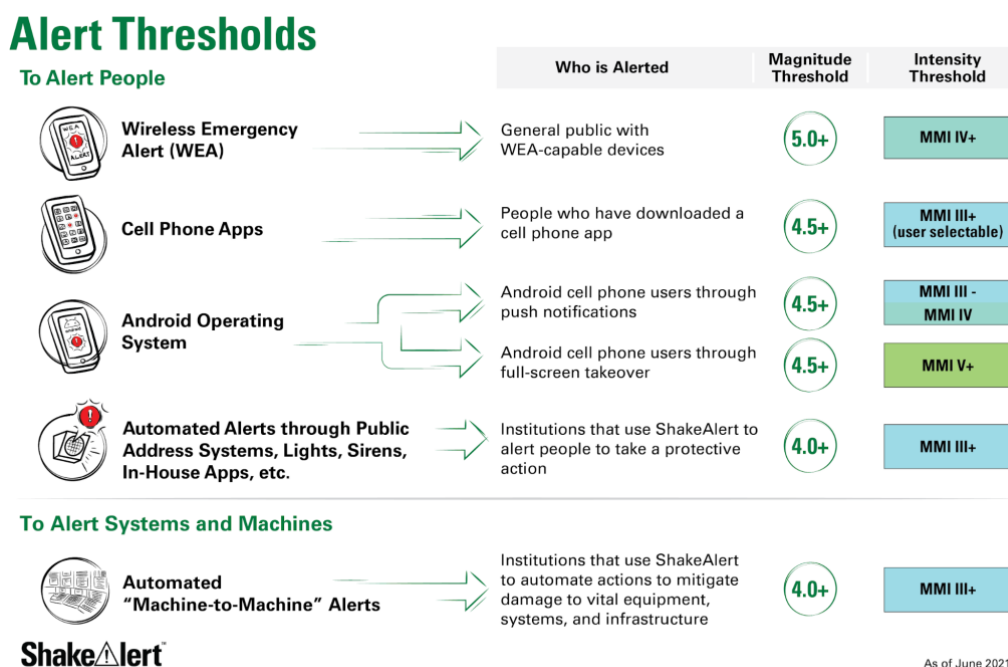 Alert Thresholds
To Alert People
Who is Alerted
Magnitude
Threshold
Intensity
Threshold
WEA
ALERT
Wireless Emergency
Alert (WEA)
General public with
WEA-capable devices
5.0+
MMI IV+
Cell Phone Apps
People who have downloaded a
cell phone app
4.5+
MMI III+
(user selectable)
Android Operating
System
Android cell phone users through
push notifications
4.5+
MMI III -
MMI IV
Android cell phone users through
full-screen takeover
4.5+
MMI V+
Automated Alerts through Public
Address Systems, Lights, Sirens,
In-House Apps, etc.
Institutions that use ShakeAlert to
alert people to take a protective
action
4.0+
MMI III+
To Alert Systems and Machines
Automated
“Machine-to-Machine” Alerts
Institutions that use ShakeAlert
to automate actions to mitigate
damage to vital equipment,
systems, and infrastructure
4.0+
MMI III+
ShakeAlert™
As of June 202